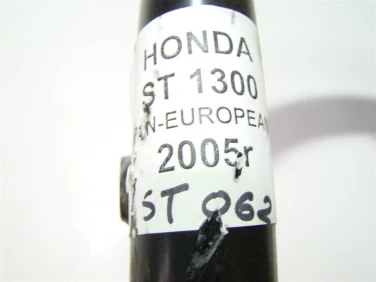 HONDA
ST 1300
PAN-EUROPEAN
2005r
ST 062